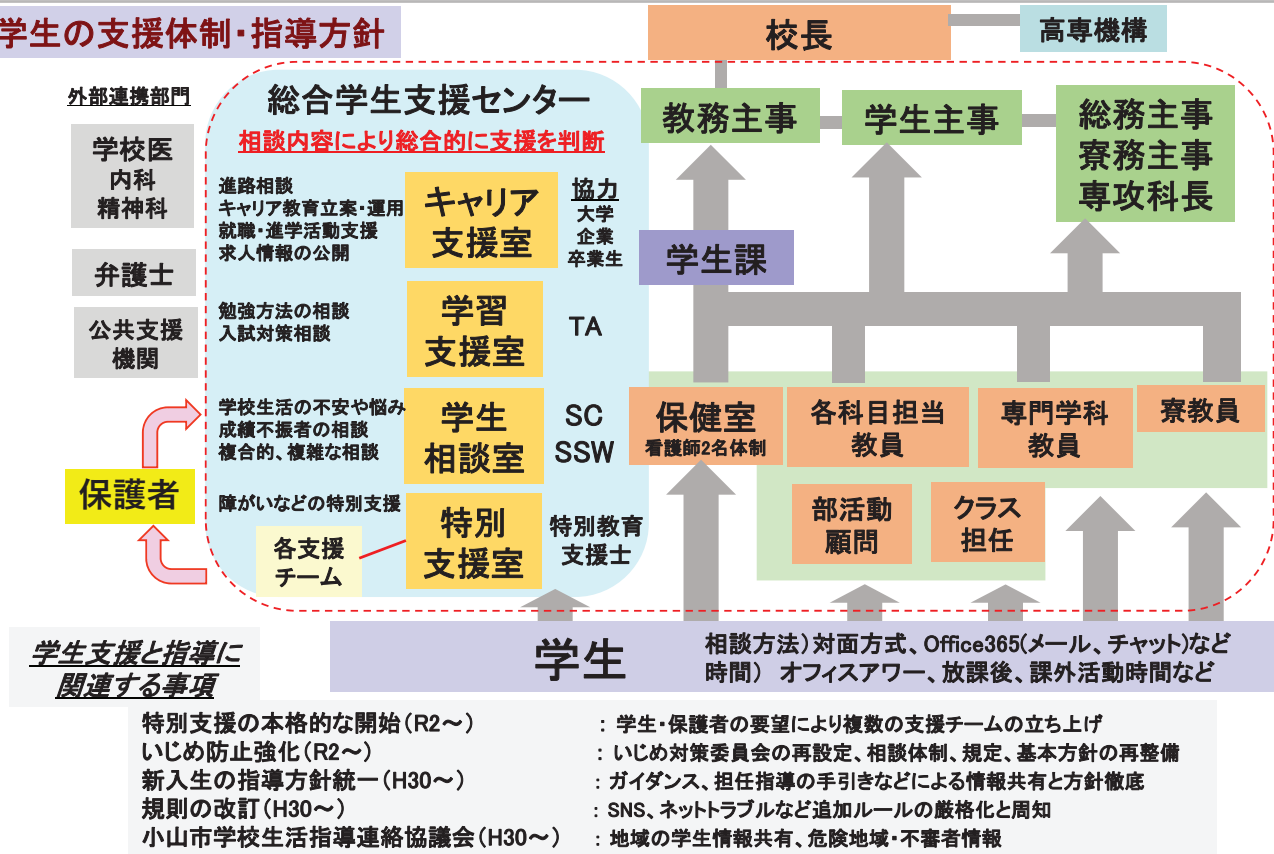 学生の支援体制・指導方針
校長
高専機構
外部連携部門
学校医
内科
精神科
弁護士
公共支援
機関
保護者
総合学生支援センター
相談内容により総合的に支援を判断
進路相談
キャリア教育立案・運用
就職・進学活動支援
求人情報の公開
キャリア
支援室
協力
大学
企業
卒業生
勉強方法の相談
入試対策相談
学習
支援室
TA
学校生活の不安や悩み
成績不振者の相談
複合的、複雑な相談
学生
相談室
SC
SSW
障がいなどの特別支援
特別
支援室
特別教育
支援士
各支援
チーム
教務主事
学生主事
総務主事
寮務主事
専攻科長
学生課
保健室
看護師2名体制
各科目担当
教員
専門学科
教員
寮教員
部活動
顧問
クラス
担任
学生
相談方法）対面方式、Office365(メール、チャット)など
時間） オフィスアワー、放課後、課外活動時間など
学生支援と指導に
関連する事項
特別支援の本格的な開始（R2～）　：学生・保護者の要望により複数の支援チームの立ち上げ
いじめ防止強化（R2～）　：いじめ対策委員会の再設定、相談体制、規定、基本方針の再整備
新入生の指導方針統一（H30～）　：ガイダンス、担任指導の手引きなどによる情報共有と方針徹底
規則の改訂（H30～）　：SNS、ネットトラブルなど追加ルールの厳格化と周知
小山市学校生活指導連絡協議会（H30～）　：地域の学生情報共有、危険地域・不審者情報